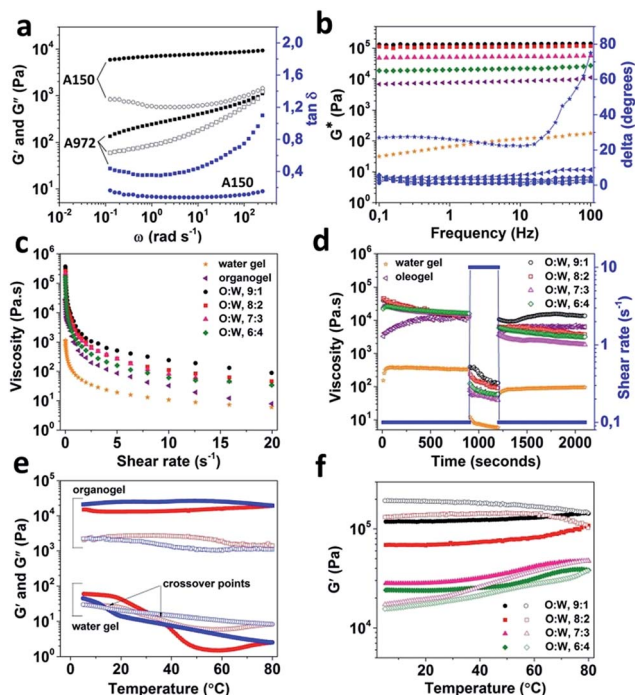 a
G′ and G″ (Pa)
10⁴
10³
10²
10¹
A150
A972
A150
2,0
1,6
1,2
0,8
0,4
tan δ
10⁻² 10⁻¹ 10⁰ 10¹ 10²
ω (rad s⁻¹)
b
G* (Pa)
10⁶
10⁵
10⁴
10³
10²
10¹
10⁰
80
60
40
20
0
delta (degrees)
0,1 1 10 100
Frequency (Hz)
c
Viscosity (Pa.s)
10⁶
10⁵
10⁴
10³
10²
10¹
10⁰
water gel
organogel
O:W, 9:1
O:W, 8:2
O:W, 7:3
O:W, 6:4
0 5 10 15 20
Shear rate (s⁻¹)
d
Viscosity (Pa.s)
10⁶
10⁵
10⁴
10³
10²
10¹
water gel
oleogel
O:W, 9:1
O:W, 8:2
O:W, 7:3
O:W, 6:4
10
1
0,1
Shear rate (s⁻¹)
0 500 1000 1500 2000
Time (seconds)
e
G′ and G″ (Pa)
10⁵
10⁴
10³
10²
10¹
10⁰
organogel
crossover points
water gel
0 20 40 60 80
Temperature (°C)
f
G′ (Pa)
10⁵
10⁴
O:W, 9:1
O:W, 8:2
O:W, 7:3
O:W, 6:4
20 40 60 80
Temperature (°C)